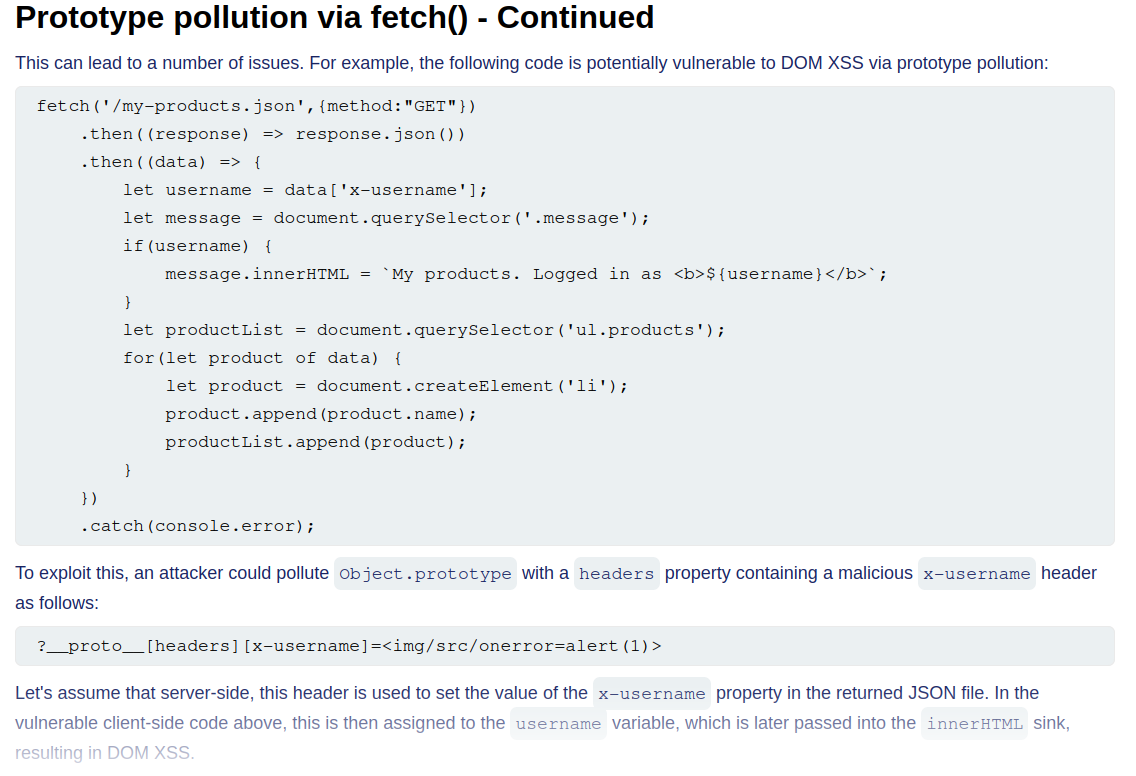 Prototype pollution via fetch() - Continued
This can lead to a number of issues. For example, the following code is potentially vulnerable to DOM XSS via prototype pollution:
fetch('/my-products.json',{method:"GET"})
    .then((response) => response.json())
    .then((data) => {
        let username = data['x-username'];
        let message = document.querySelector('.message');
        if(username) {
            message.innerHTML = `My products. Logged in as <b>${username}</b>`;
        }
        let productList = document.querySelector('ul.products');
        for(let product of data) {
            let product = document.createElement('li');
            product.append(product.name);
            productList.append(product);
        }
    })
    .catch(console.error);
To exploit this, an attacker could pollute Object.prototype with a headers property containing a malicious x-username header
as follows:
?__proto__[headers][x-username]=<img/src/onerror=alert(1)>
Let's assume that server-side, this header is used to set the value of the x-username property in the returned JSON file. In the
vulnerable client-side code above, this is then assigned to the username variable, which is later passed into the innerHTML sink,
resulting in DOM XSS.